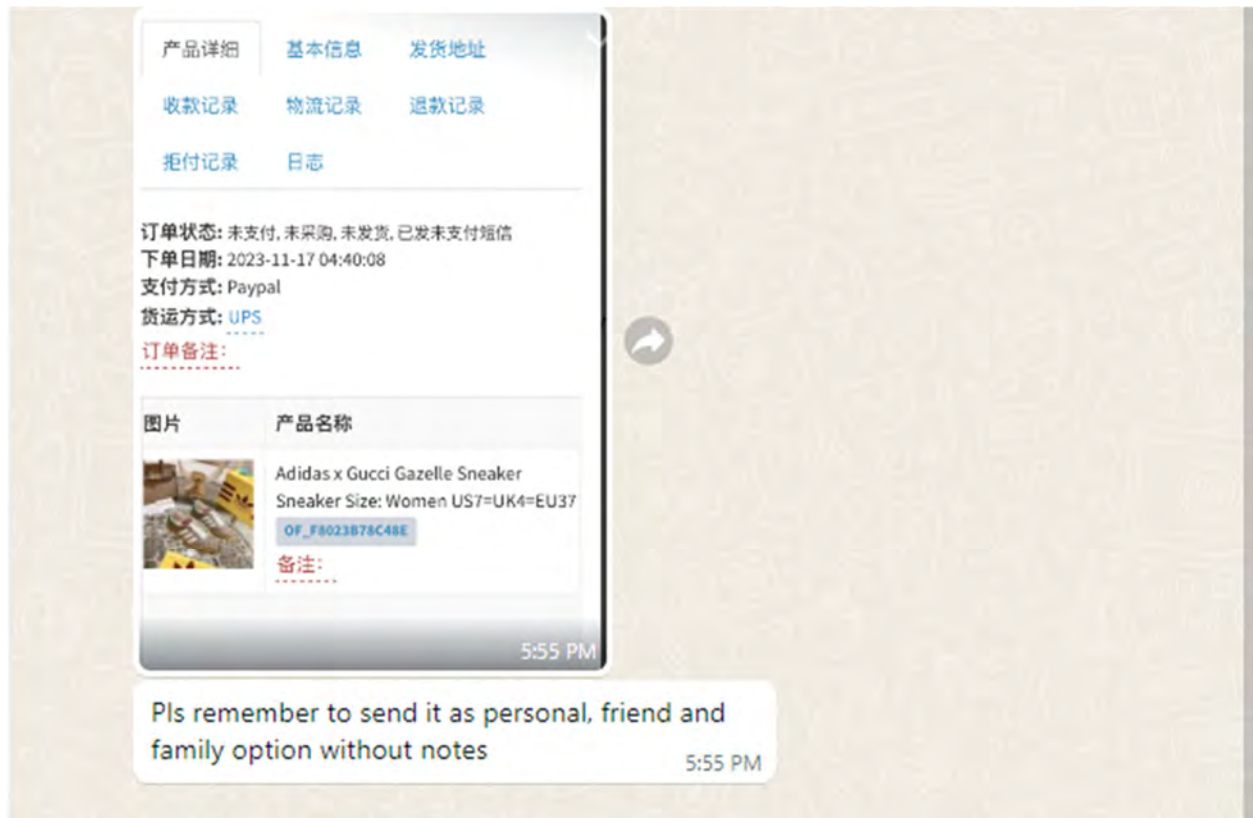 产品详细 基本信息 发货地址
收款记录 物流记录 退款记录
拒付记录 日志
订单状态: 未支付, 未采购, 未发货, 已发未支付短信
下单日期: 2023-11-17 04:40:08
支付方式: Paypal
货运方式: UPS
订单备注:
图片 产品名称
Adidas x Gucci Gazelle Sneaker
Sneaker Size: Women US7=UK4=EU37
OF_F8023B78C48E
备注:
5:55 PM
Pls remember to send it as personal, friend and
family option without notes
5:55 PM